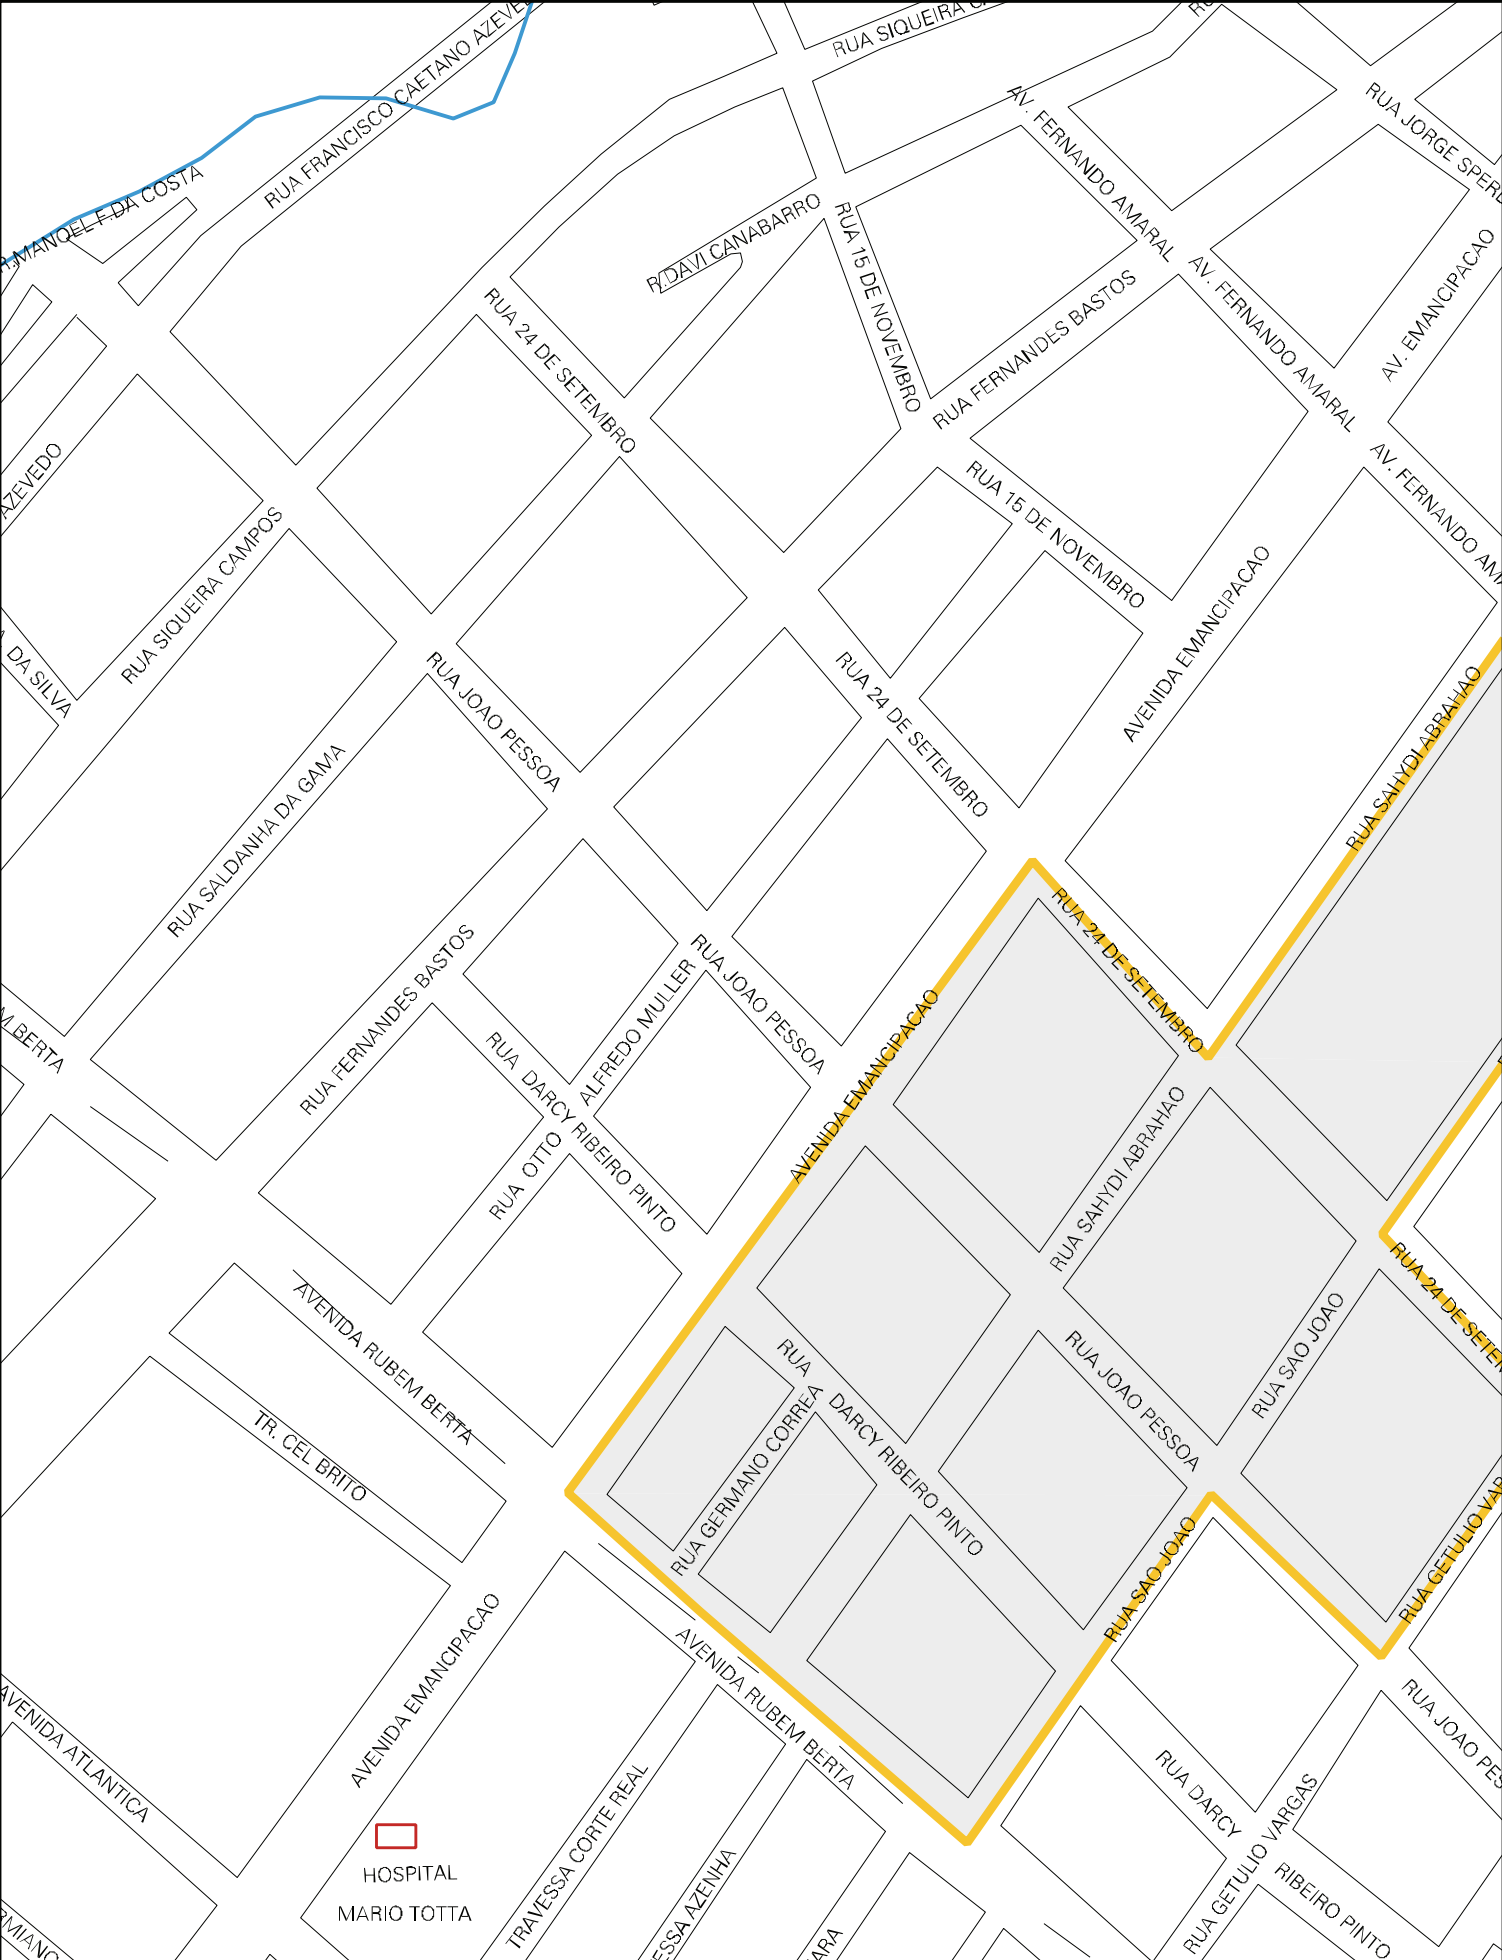 RUA FRANCISCO CAETANO
RUA SIQUEIRA
R.MANOEL F.DA COSTA
AV. FERNANDO AMARAL
RUA JORGE
R.DAVI CANABARRO
RUA 15 DE NOVEMBRO
RUA FERNANDES BASTOS
AV. FERNANDO AMARAL
AV. EMANCIPACAO
RUA 24 DE SETEMBRO
AZEVEDO
RUA SIQUEIRA CAMPOS
RUA 15 DE NOVEMBRO
AV. FERNANDO
AVENIDA EMANCIPACAO
DA SILVA
RUA JOAO PESSOA
RUA 24 DE SETEMBRO
RUA SAHYDI ABRAHAO
RUA SALDANHA DA GAMA
RUA 24 DE SETEMBRO
RUA FERNANDES BASTOS
RUA JOAO PESSOA
ALFREDO MULLER
AVENIDA EMANCIPACAO
BERTA
RUA DARCY RIBEIRO PINTO
RUA OTTO
RUA SAHYDI ABRAHAO
RUA 24 DE
AVENIDA RUBEM BERTA
RUA SAO JOAO
RUA JOAO PESSOA
RUA DARCY RIBEIRO PINTO
RUA GERMANO CORREA
TR. CEL BRITO
RUA GETULIO
RUA SAO JOAO
AVENIDA EMANCIPACAO
AVENIDA RUBEM BERTA
AVENIDA ATLANTICA
RUA JOAO
RUA DARCY
RIBEIRO PINTO
RUA GETULIO VARGAS
TRAVESSA CORTE REAL
AZENHA
HOSPITAL
MARIO TOTTA